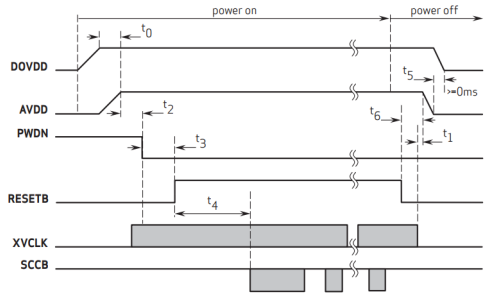 power on power off
t0
DOVDD
t5
>=0ms
AVDD
t2
t6
PWDN
t1
t3
RESETB
t4
XVCLK
SCCB